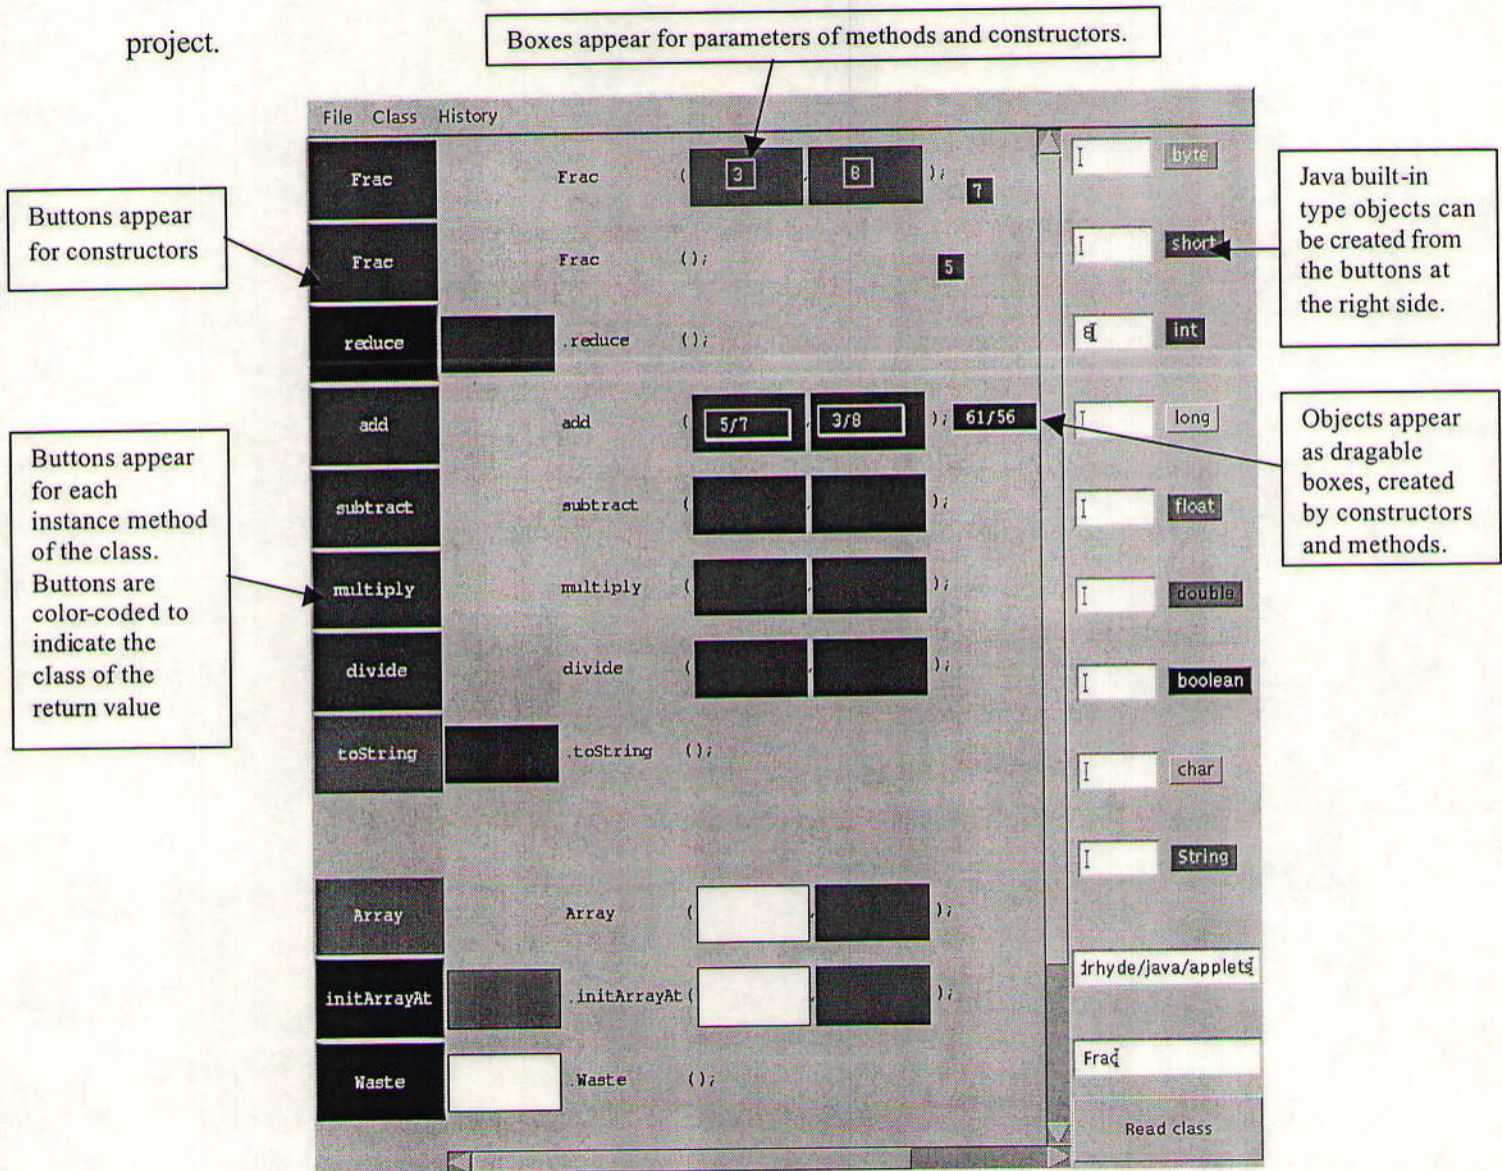 project.
Boxes appear for parameters of methods and constructors.
File Class History
Frac Frac ( 3 , 8 ); 7
Frac Frac (); 5
reduce .reduce ();
add add ( 5/7 , 3/8 ); 61/56
subtract subtract ( , );
multiply multiply ( , );
divide divide ( , );
toString .toString ();
Array Array ( , );
initArrayAt .initArrayAt( , );
Waste .Waste ();
byte
short
8 int
long
float
double
boolean
char
String
drhyde/java/applets
Frac
Read class
Buttons appear
for constructors
Buttons appear
for each
instance method
of the class.
Buttons are
color-coded to
indicate the
class of the
return value
Java built-in
type objects can
be created from
the buttons at
the right side.
Objects appear
as dragable
boxes, created
by constructors
and methods.